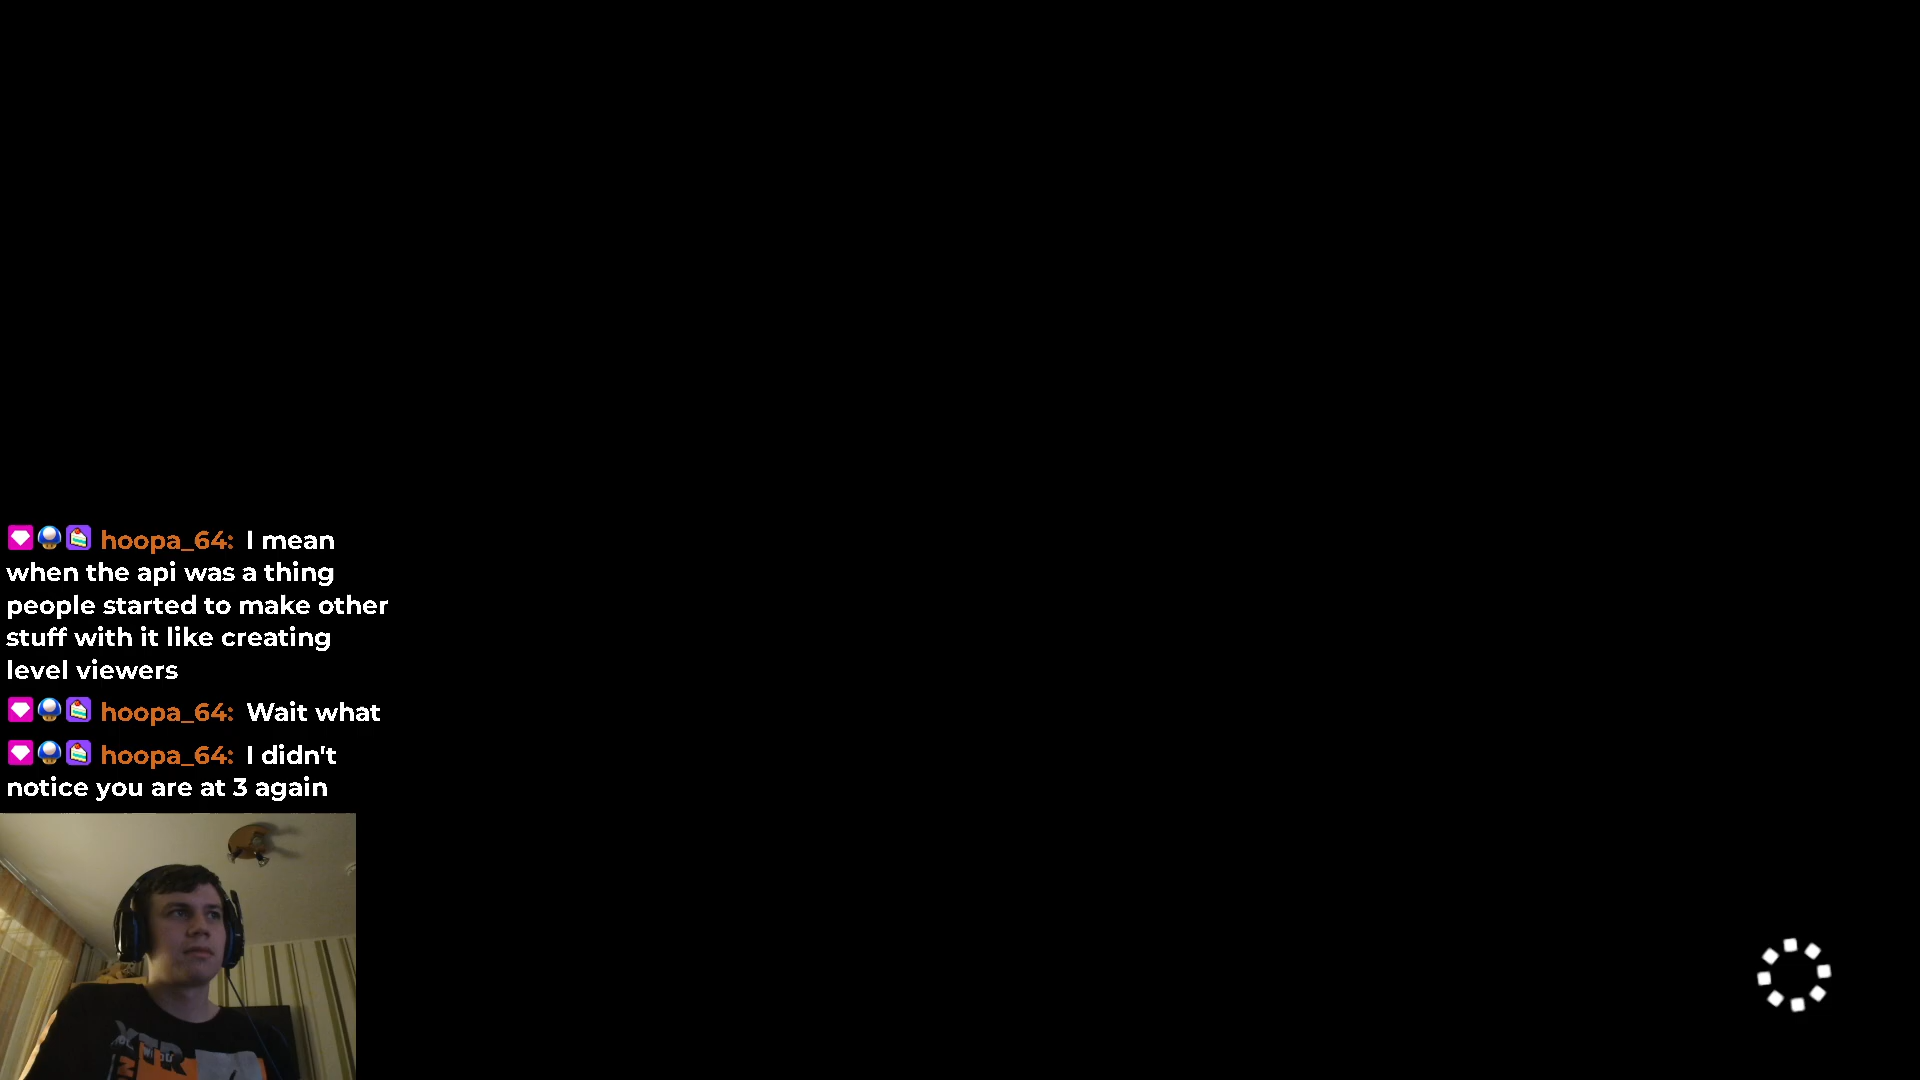 hoopa_64: I mean
when the api was a thing
people started to make other
stuff with it like creating
level viewers
hoopa_64: Wait what
hoopa_64: I didn't
notice you are at 3 again